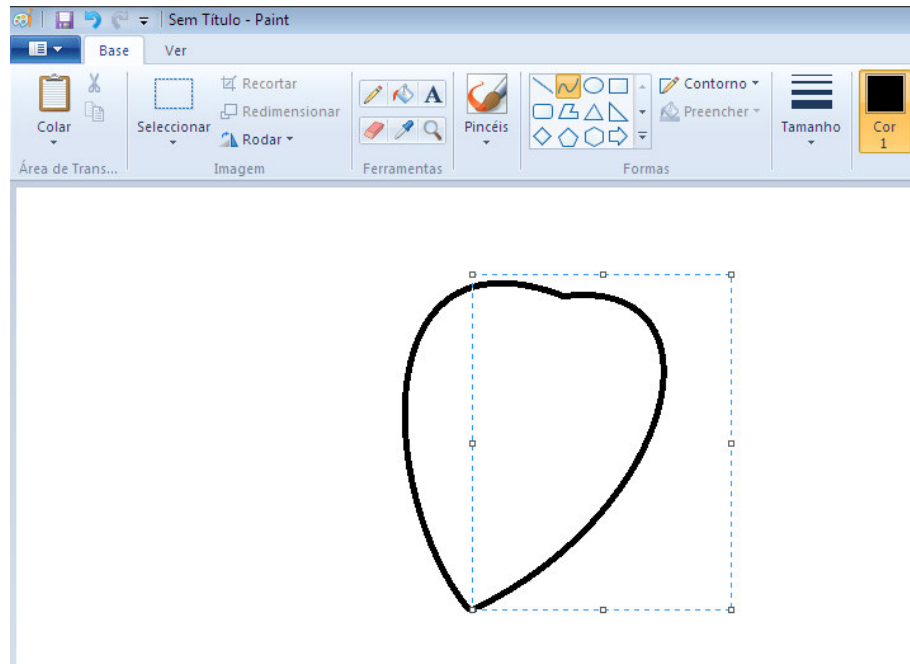 Sem Título - Paint
Base Ver
Recortar
Contorno
Redimensionar
A
Preencher
Colar
Seleccionar
Rodar
Pincéis
Tamanho
Cor
1
Área de Trans...
Imagem
Ferramentas
Formas